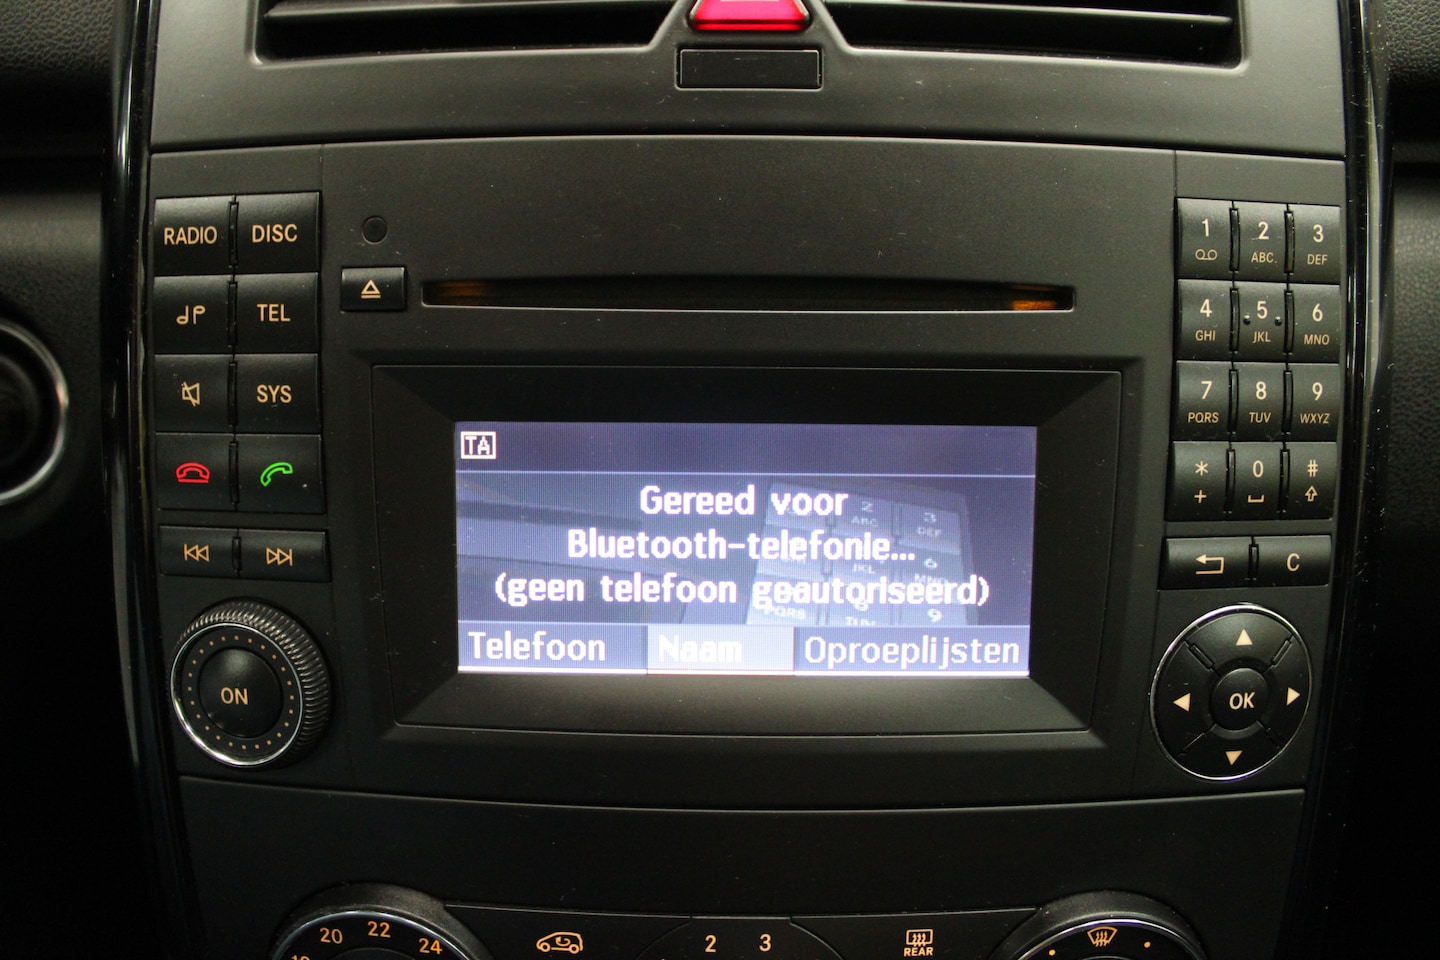 RADIO
DISC
TEL
SYS
ON
TA
Gereed voor
Bluetooth-telefonie...
(geen telefoon geautoriseerd)
Telefoon Naam Oproeplijsten
1 2 3
ABC DEF
4 5 6
GHI JKL MNO
7 8 9
PQRS TUV WXYZ
* 0 #
+
C
OK
20 22 24
2 3
REAR